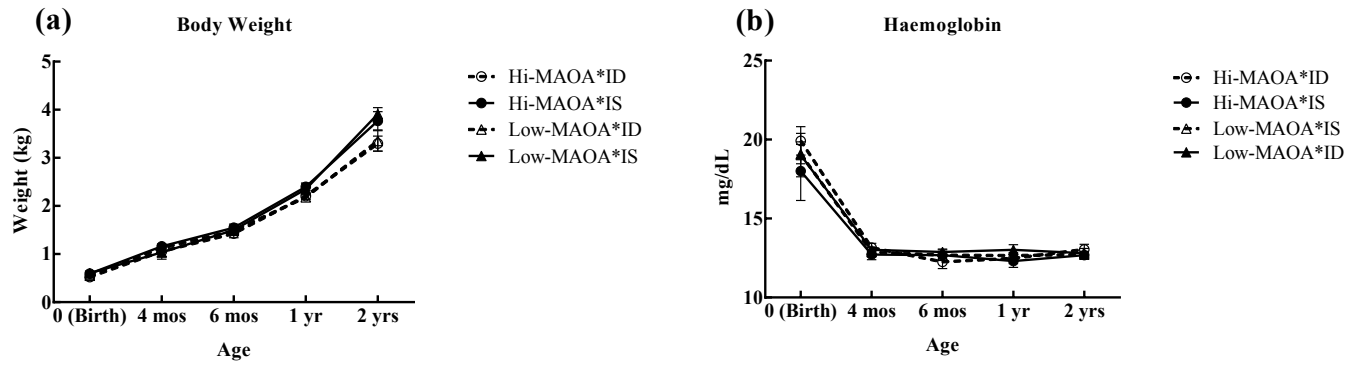 (a)
Body Weight
5
4
3
2
1
0
Weight (kg)
0 (Birth) 4 mos 6 mos 1 yr 2 yrs
Age
Hi-MAOA*ID
Hi-MAOA*IS
Low-MAOA*ID
Low-MAOA*IS
(b)
Haemoglobin
25
20
15
10
mg/dL
0 (Birth) 4 mos 6 mos 1 yr 2 yrs
Age
Hi-MAOA*ID
Hi-MAOA*IS
Low-MAOA*IS
Low-MAOA*ID